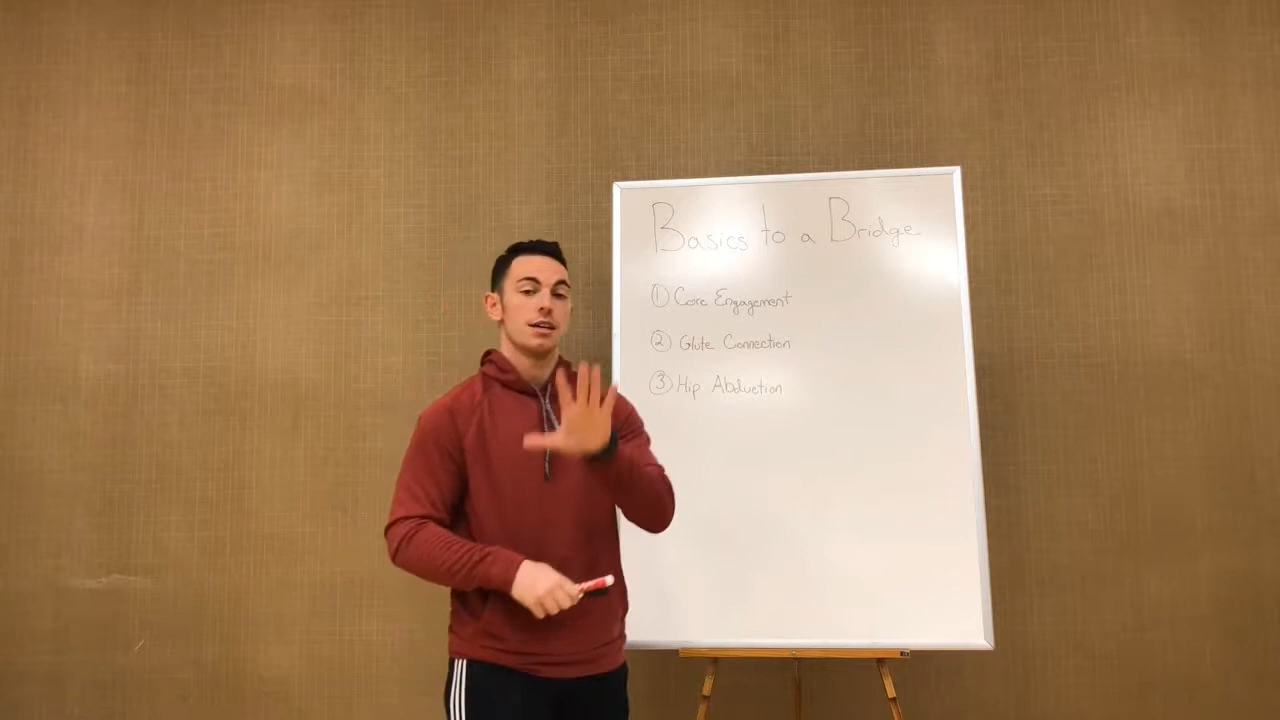 Basics to a Bridge
① Core Engagement
② Glute Connection
③ Hip Abduction